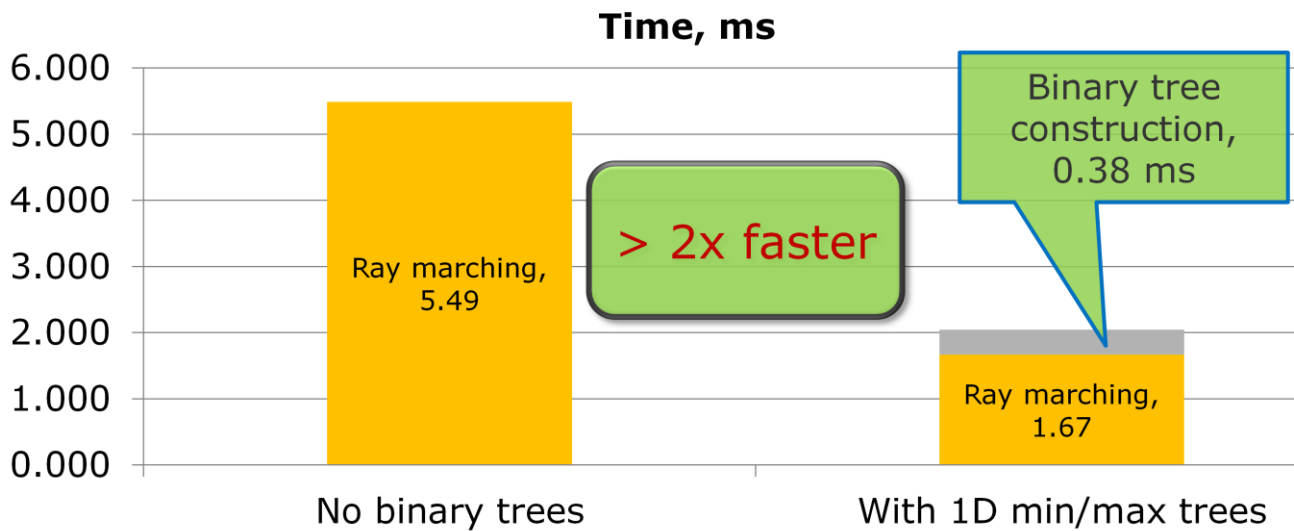 Time, ms
6.000
5.000
4.000
3.000
2.000
1.000
0.000
Ray marching,
5.49
> 2x faster
Binary tree
construction,
0.38 ms
Ray marching,
1.67
No binary trees
With 1D min/max trees